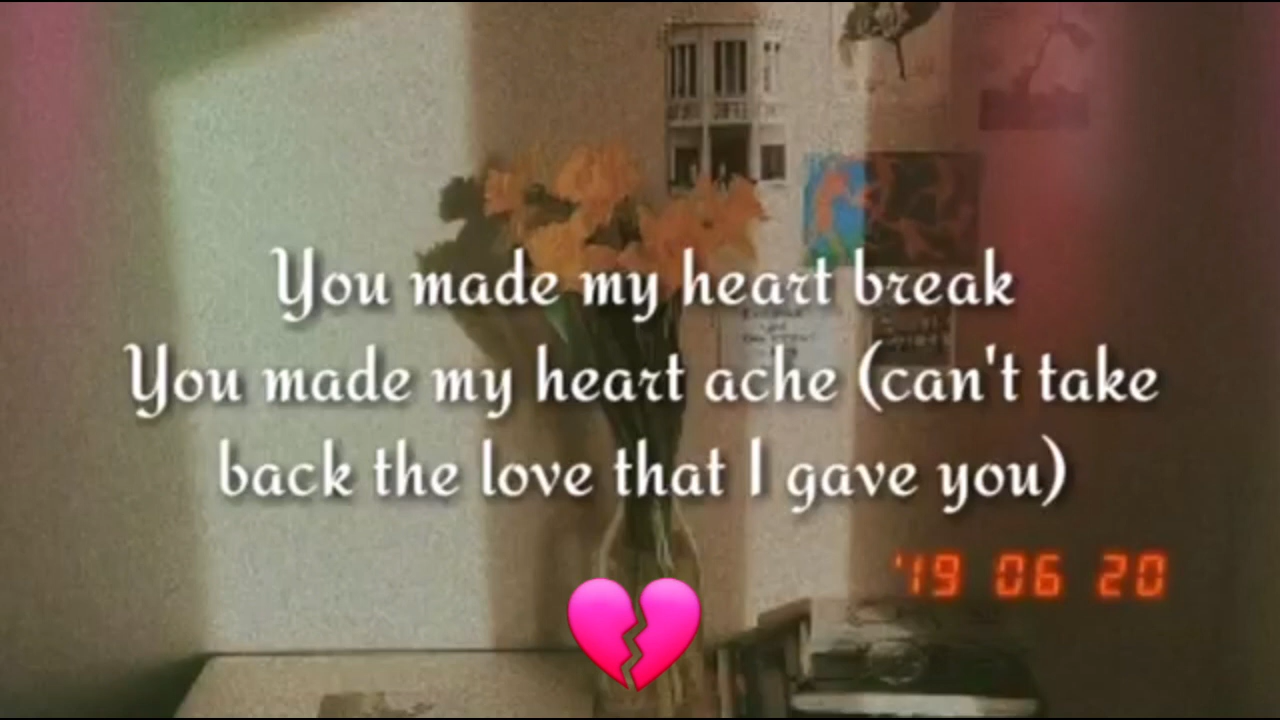 You made my heart break
You made my heart ache (can't take
back the love that I gave you)
'19 06 20